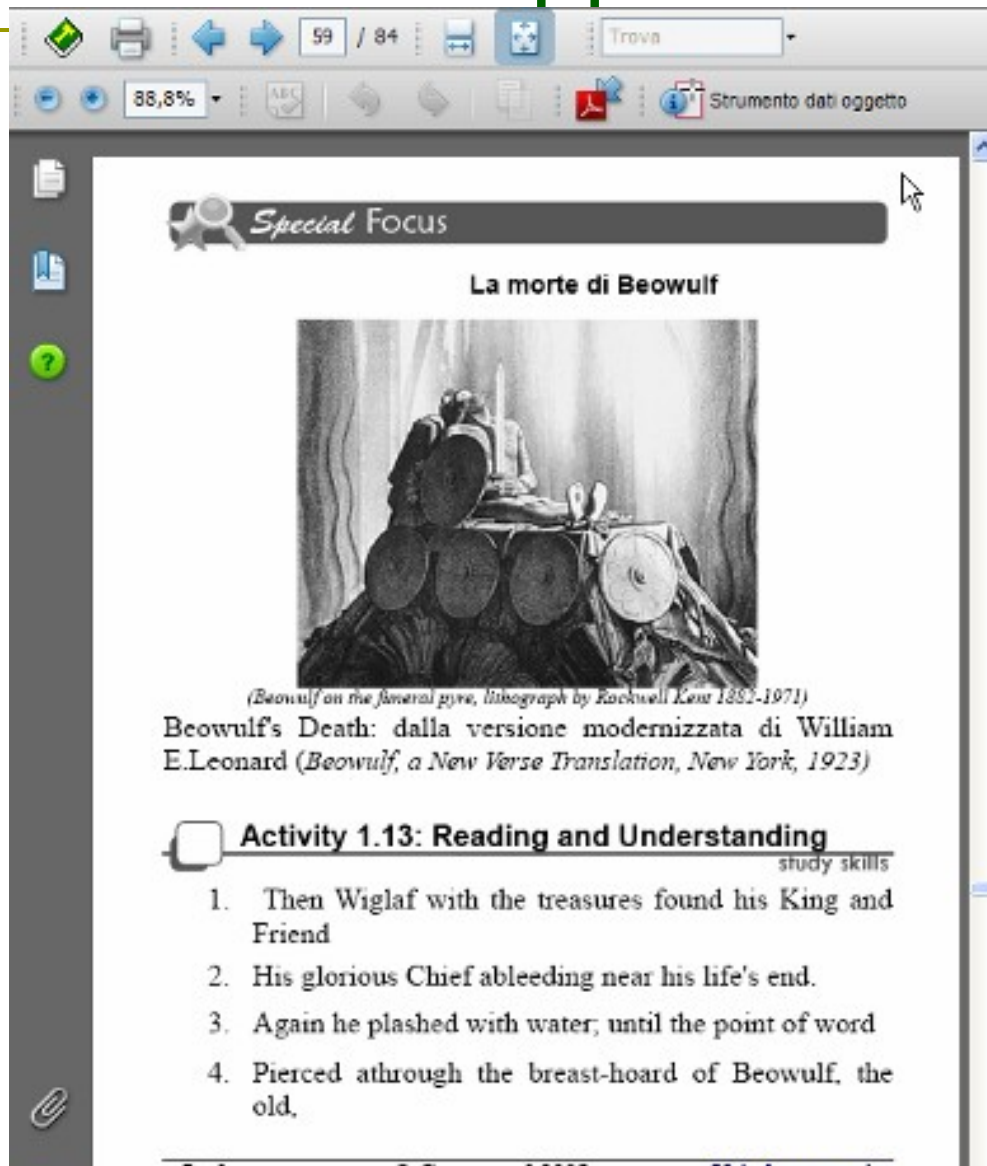 59 / 84
Trova
88,8%
ABC
Strumento dati oggetto
Special Focus
La morte di Beowulf
(Beowulf on the funeral pyre, lithograph by Rockwell Kent 1882-1971)
Beowulf's Death: dalla versione modernizzata di William
E.Leonard (Beowulf, a New Verse Translation, New York, 1923)
Activity 1.13: Reading and Understanding
study skills
1. Then Wiglaf with the treasures found his King and
Friend
2. His glorious Chief ableeding near his life's end.
3. Again he plashed with water; until the point of word
4. Pierced athrough the breast-hoard of Beowulf, the
old,